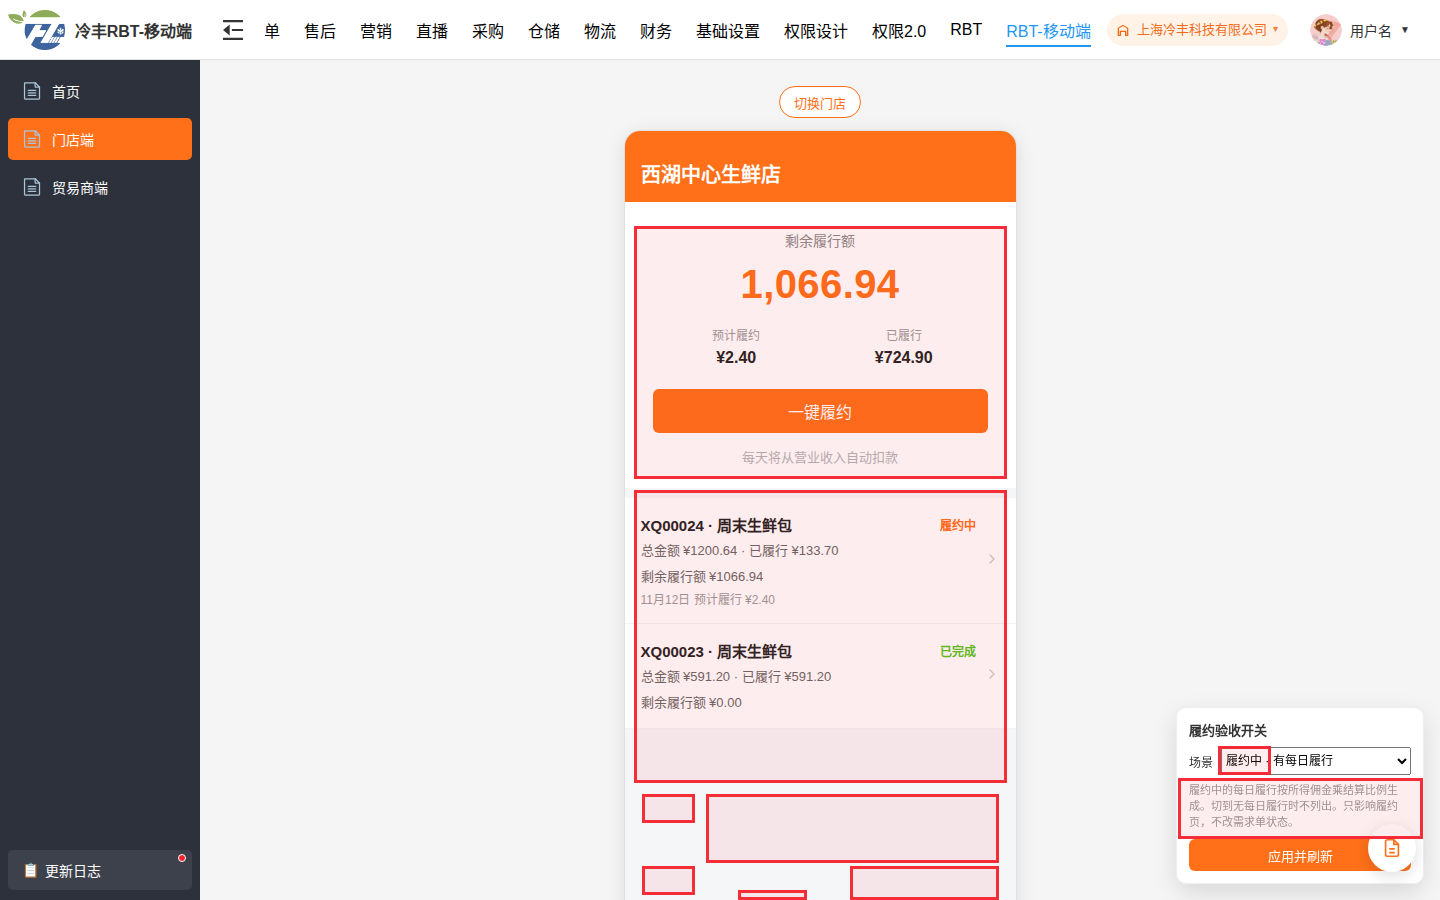 冷丰RBT-移动端
单 售后 营销 直播 采购 仓储 物流 财务 基础设置 权限设计 权限2.0 RBT RBT-移动端
上海冷丰科技有限公司
用户名
首页
门店端
贸易商端
更新日志
切换门店
西湖中心生鲜店
剩余履行额
1,066.94
预计履约 已履行
¥2.40 ¥724.90
一键履约
每天将从营业收入自动扣款
XQ00024 · 周末生鲜包 履约中
总金额 ¥1200.64 · 已履行 ¥133.70
剩余履行额 ¥1066.94
11月12日 预计履行 ¥2.40
XQ00023 · 周末生鲜包 已完成
总金额 ¥591.20 · 已履行 ¥591.20
剩余履行额 ¥0.00
履约验收开关
场景 履约中 · 有每日履行
履约中的每日履行按所得佣金乘结算比例生
成。切到无每日履行时不列出。只影响履约
页，不改需求单状态。
应用并刷新